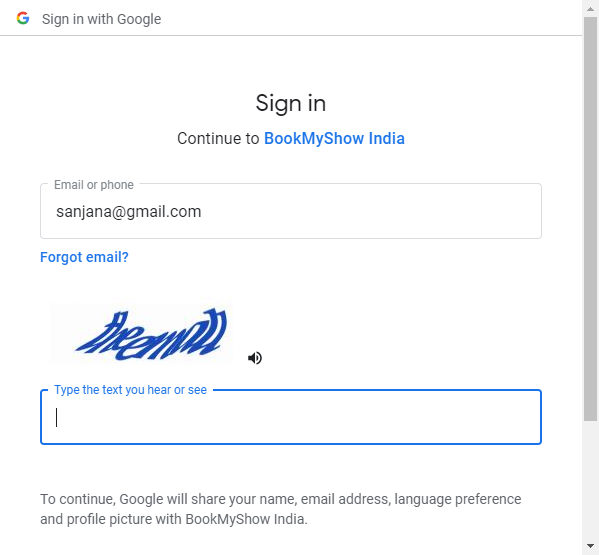 Sign in with Google
Sign in
Continue to BookMyShow India
Email or phone
sanjana@gmail.com
Forgot email?
Type the text you hear or see
To continue, Google will share your name, email address, language preference
and profile picture with BookMyShow India.